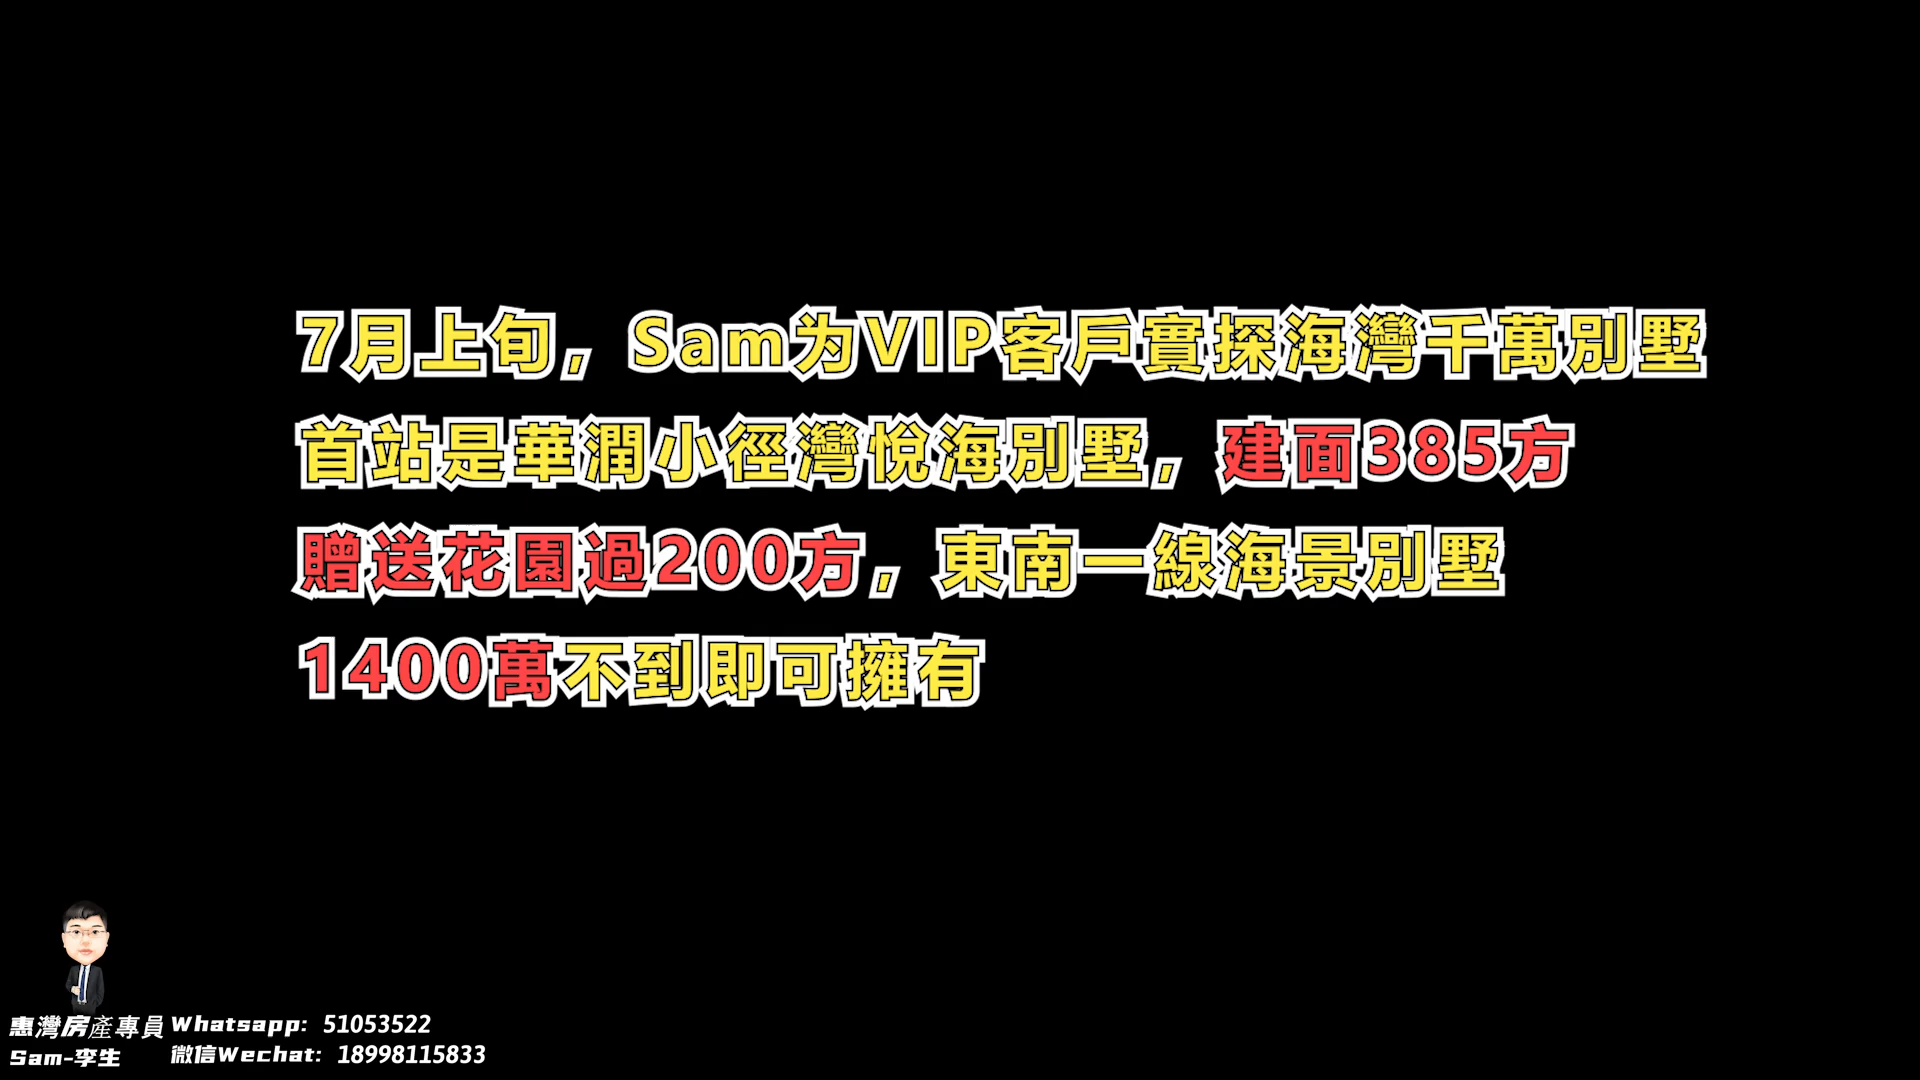 7月上旬，Sam为VIP客戶實探海灣千萬別墅
首站是華潤小徑灣悅海別墅，建面385方
贈送花園過200方，東南一線海景別墅
1400萬不到即可擁有
惠灣房產專員 Whatsapp: 51053522
Sam-李生 微信Wechat: 18998115833